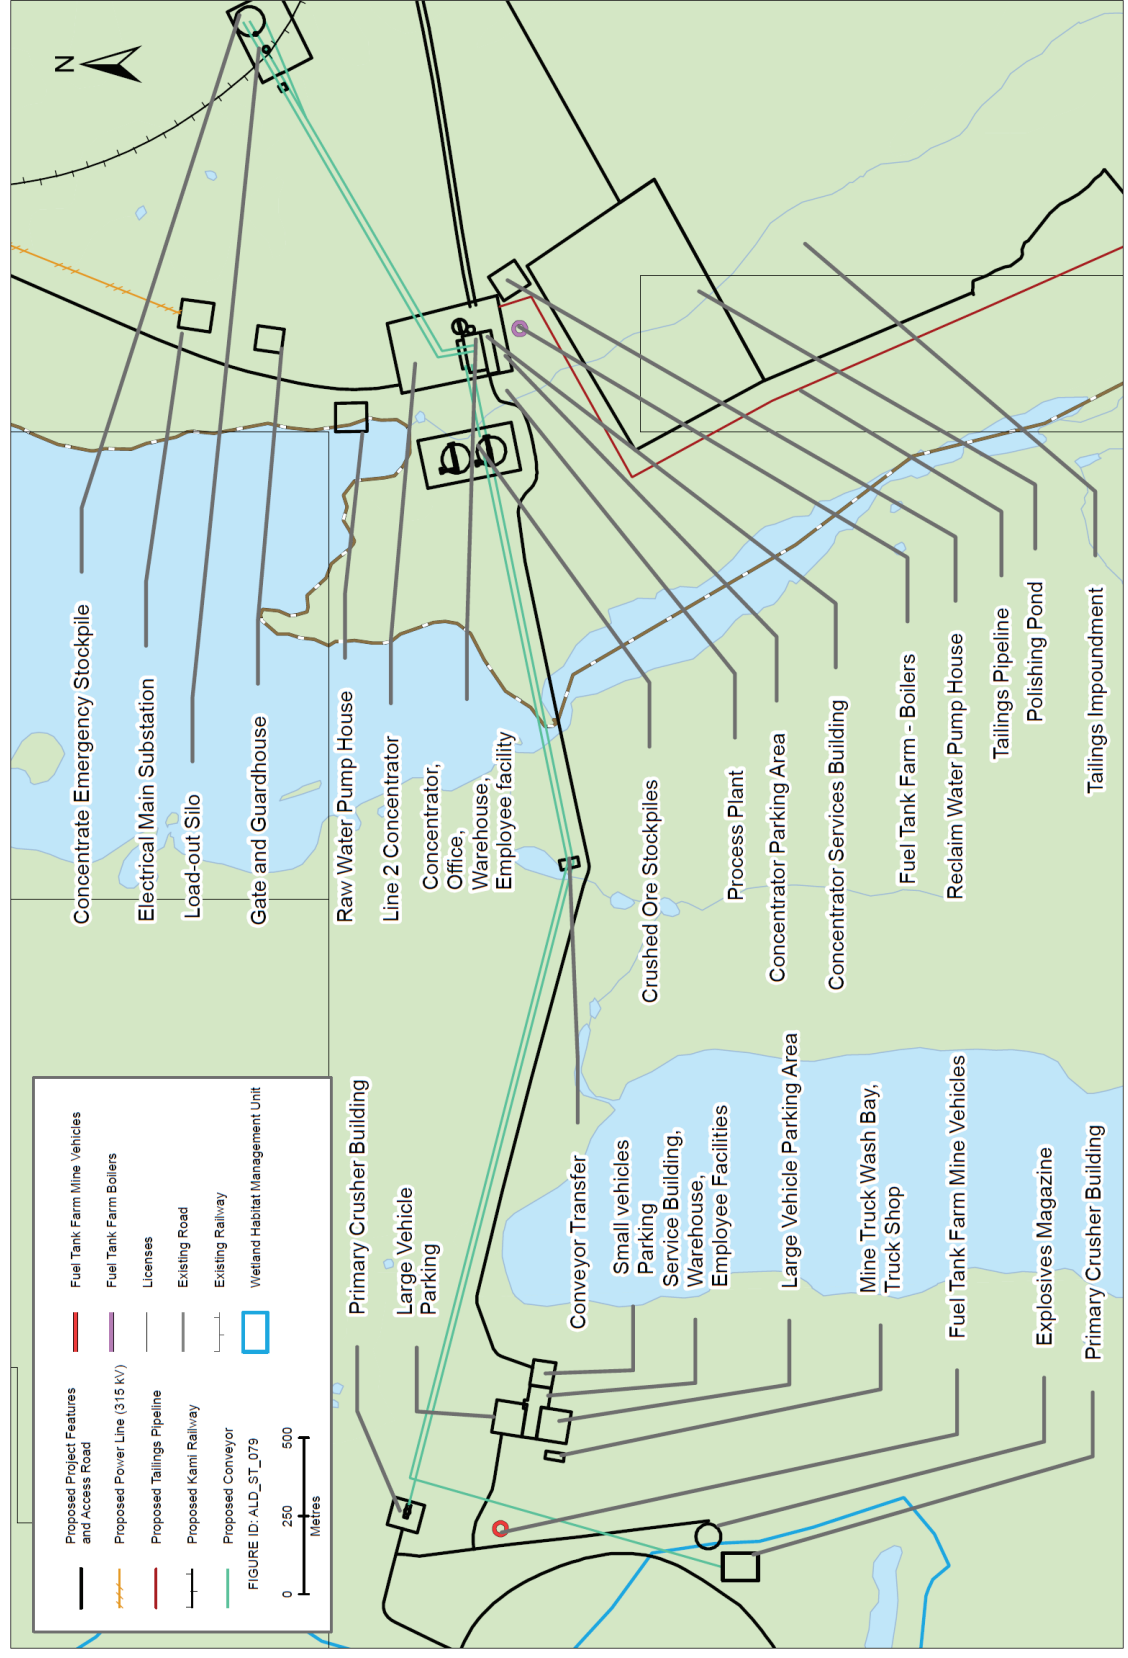 N
Concentrate Emergency Stockpile
Electrical Main Substation
Load-out Silo
Gate and Guardhouse
Raw Water Pump House
Line 2 Concentrator
Concentrator,
Office,
Warehouse,
Employee facility
Crushed Ore Stockpiles
Process Plant
Concentrator Parking Area
Concentrator Services Building
Fuel Tank Farm - Boilers
Reclaim Water Pump House
Tailings Pipeline
Polishing Pond
Tailings Impoundment
Primary Crusher Building
Large Vehicle
Parking
Conveyor Transfer
Small vehicles
Parking
Service Building,
Warehouse,
Employee Facilities
Large Vehicle Parking Area
Mine Truck Wash Bay,
Truck Shop
Fuel Tank Farm Mine Vehicles
Explosives Magazine
Primary Crusher Building
Proposed Project Features
and Access Road
Proposed Power Line (315 kV)
Proposed Tailings Pipeline
Proposed Kami Railway
Proposed Conveyor
Fuel Tank Farm Mine Vehicles
Fuel Tank Farm Boilers
Licenses
Existing Road
Existing Railway
Wetland Habitat Management Unit
FIGURE ID: ALD_ST_079
0 250 500
Metres